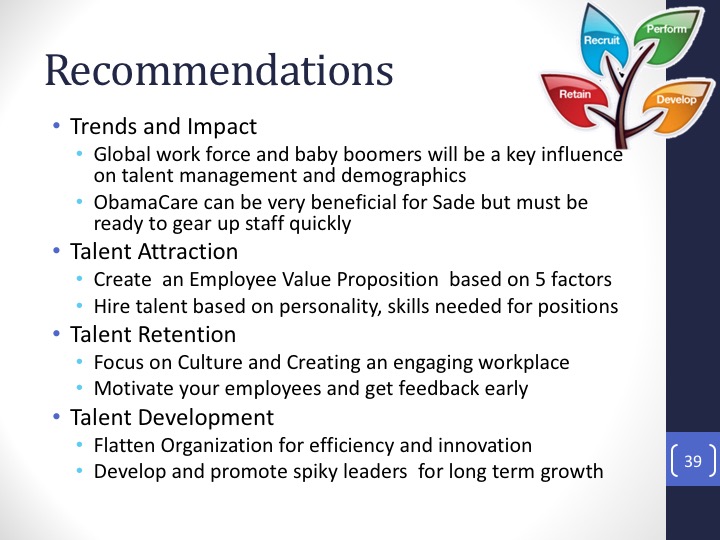 Recommendations
Recruit
Perform
Retain
Develop
• Trends and Impact
• Global work force and baby boomers will be a key influence
on talent management and demographics
• ObamaCare can be very beneficial for Sade but must be
ready to gear up staff quickly
• Talent Attraction
• Create  an Employee Value Proposition  based on 5 factors
• Hire talent based on personality, skills needed for positions
• Talent Retention
• Focus on Culture and Creating an engaging workplace
• Motivate your employees and get feedback early
• Talent Development
• Flatten Organization for efficiency and innovation
• Develop and promote spiky leaders  for long term growth
39